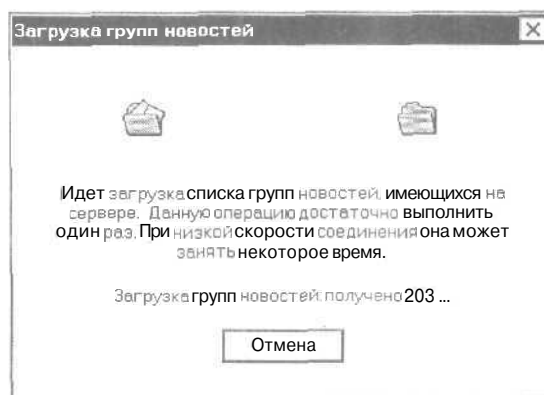 Загрузка групп новостей
Идет загрузка списка групп новостей, имеющихся на
сервере. Данную операцию достаточно выполнить
один раз. При низкой скорости соединения она может
занять некоторое время.
Загрузка групп новостей: получено 203 ...
Отмена